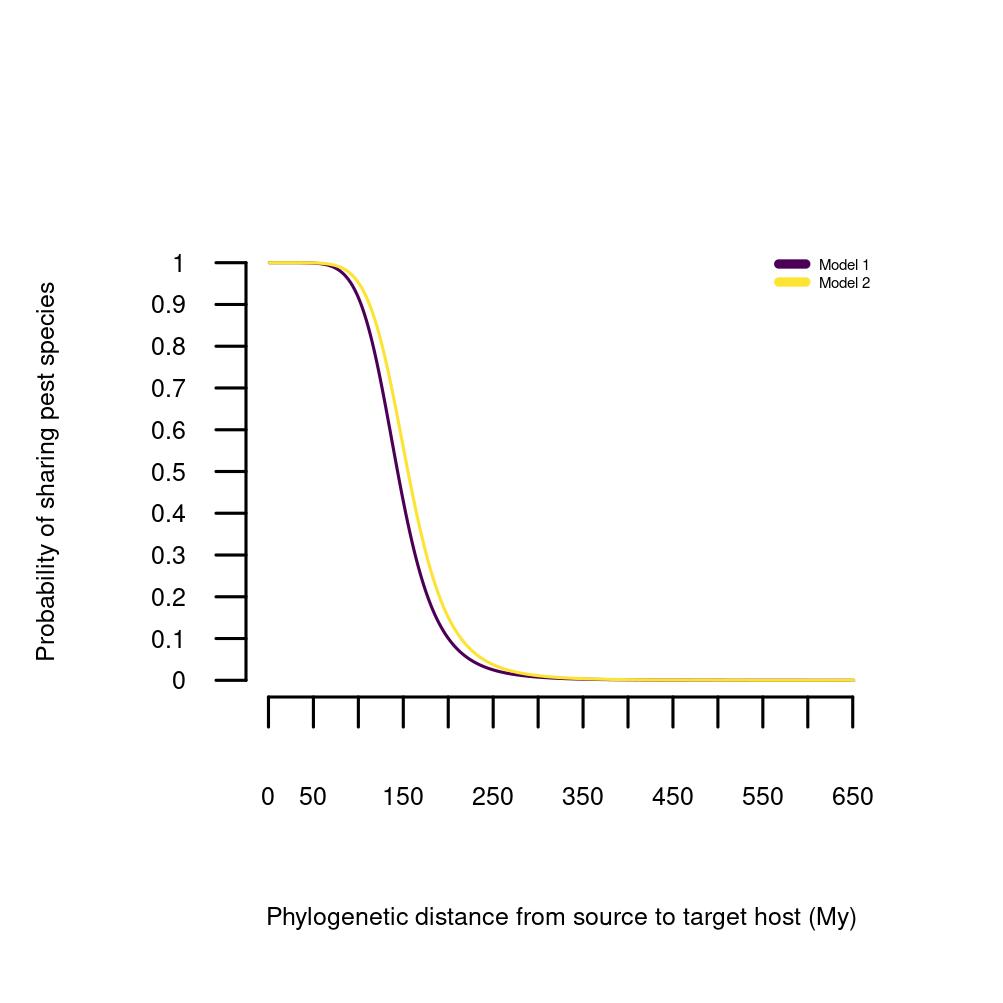 Model 1
Model 2
Probability of sharing pest species
1
0.9
0.8
0.7
0.6
0.5
0.4
0.3
0.2
0.1
0
0 50 150 250 350 450 550 650
Phylogenetic distance from source to target host (My)